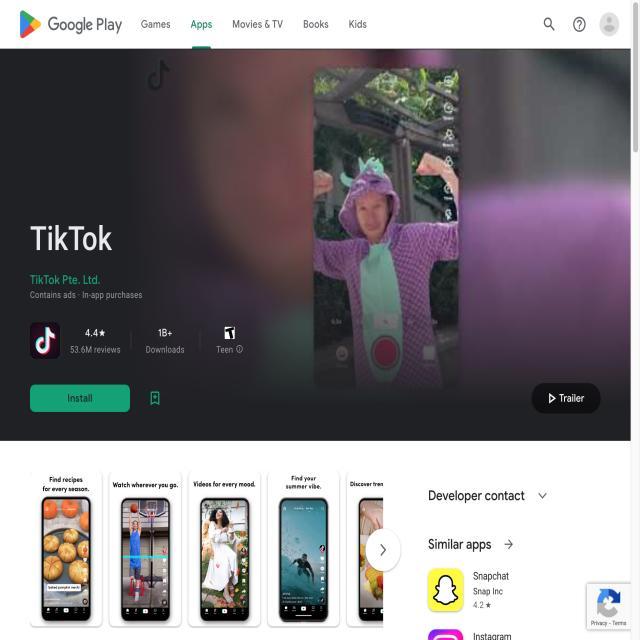 Google Play
Games
Apps
Movies & TV
Books
Kids
TikTok
TikTok Pte. Ltd.
Contains ads · In-app purchases
4.4★
53.6M reviews
1B+
Downloads
T
Teen
Install
Trailer
Find recipes
for every season.
Watch wherever you go.
Videos for every mood.
Find your
summer vibe.
Discover tren
Developer contact
Similar apps
Snapchat
Snap Inc
4.2★
Instagram
Privacy - Terms